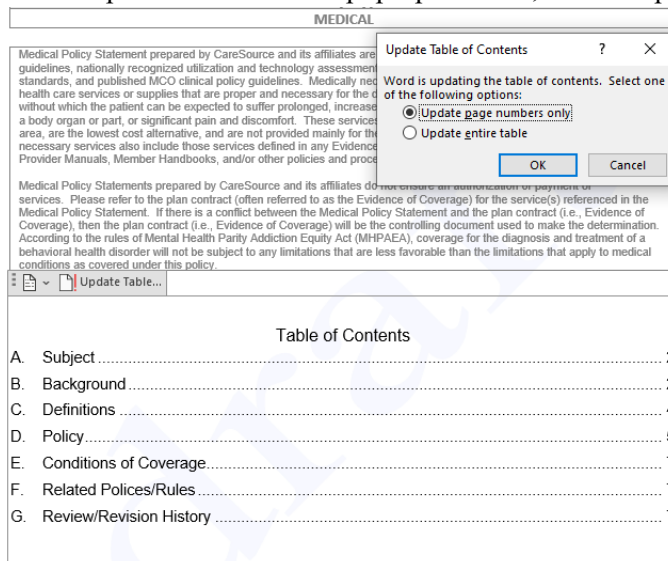 MEDICAL
Medical Policy Statement prepared by CareSource and its affiliates are
guidelines, nationally recognized utilization and technology assessment
standards, and published MCO clinical policy guidelines. Medically nec
health care services or supplies that are proper and necessary for the
without which the patient can be expected to suffer prolonged, increase
a body organ or part, or significant pain and discomfort. These services
area, are the lowest cost alternative, and are not provided mainly for the
necessary services also include those services defined in any Evidence
Provider Manuals, Member Handbooks, and/or other policies and proce
Update Table of Contents ? X
Word is updating the table of contents. Select one
of the following options:
Update page numbers only
Update entire table
OK Cancel
Medical Policy Statements prepared by CareSource and its affiliates do not ensure an authorization or payment of
services. Please refer to the plan contract (often referred to as the Evidence of Coverage) for the service(s) referenced in the
Medical Policy Statement. If there is a conflict between the Medical Policy Statement and the plan contract (i.e., Evidence of
Coverage), then the plan contract (i.e., Evidence of Coverage) will be the controlling document used to make the determination.
According to the rules of Mental Health Parity Addiction Equity Act (MHPAEA), coverage for the diagnosis and treatment of a
behavioral health disorder will not be subject to any limitations that are less favorable than the limitations that apply to medical
conditions as covered under this policy.
Update Table...
Table of Contents
A. Subject
B. Background
C. Definitions
D. Policy
E. Conditions of Coverage
F. Related Polices/Rules
G. Review/Revision History